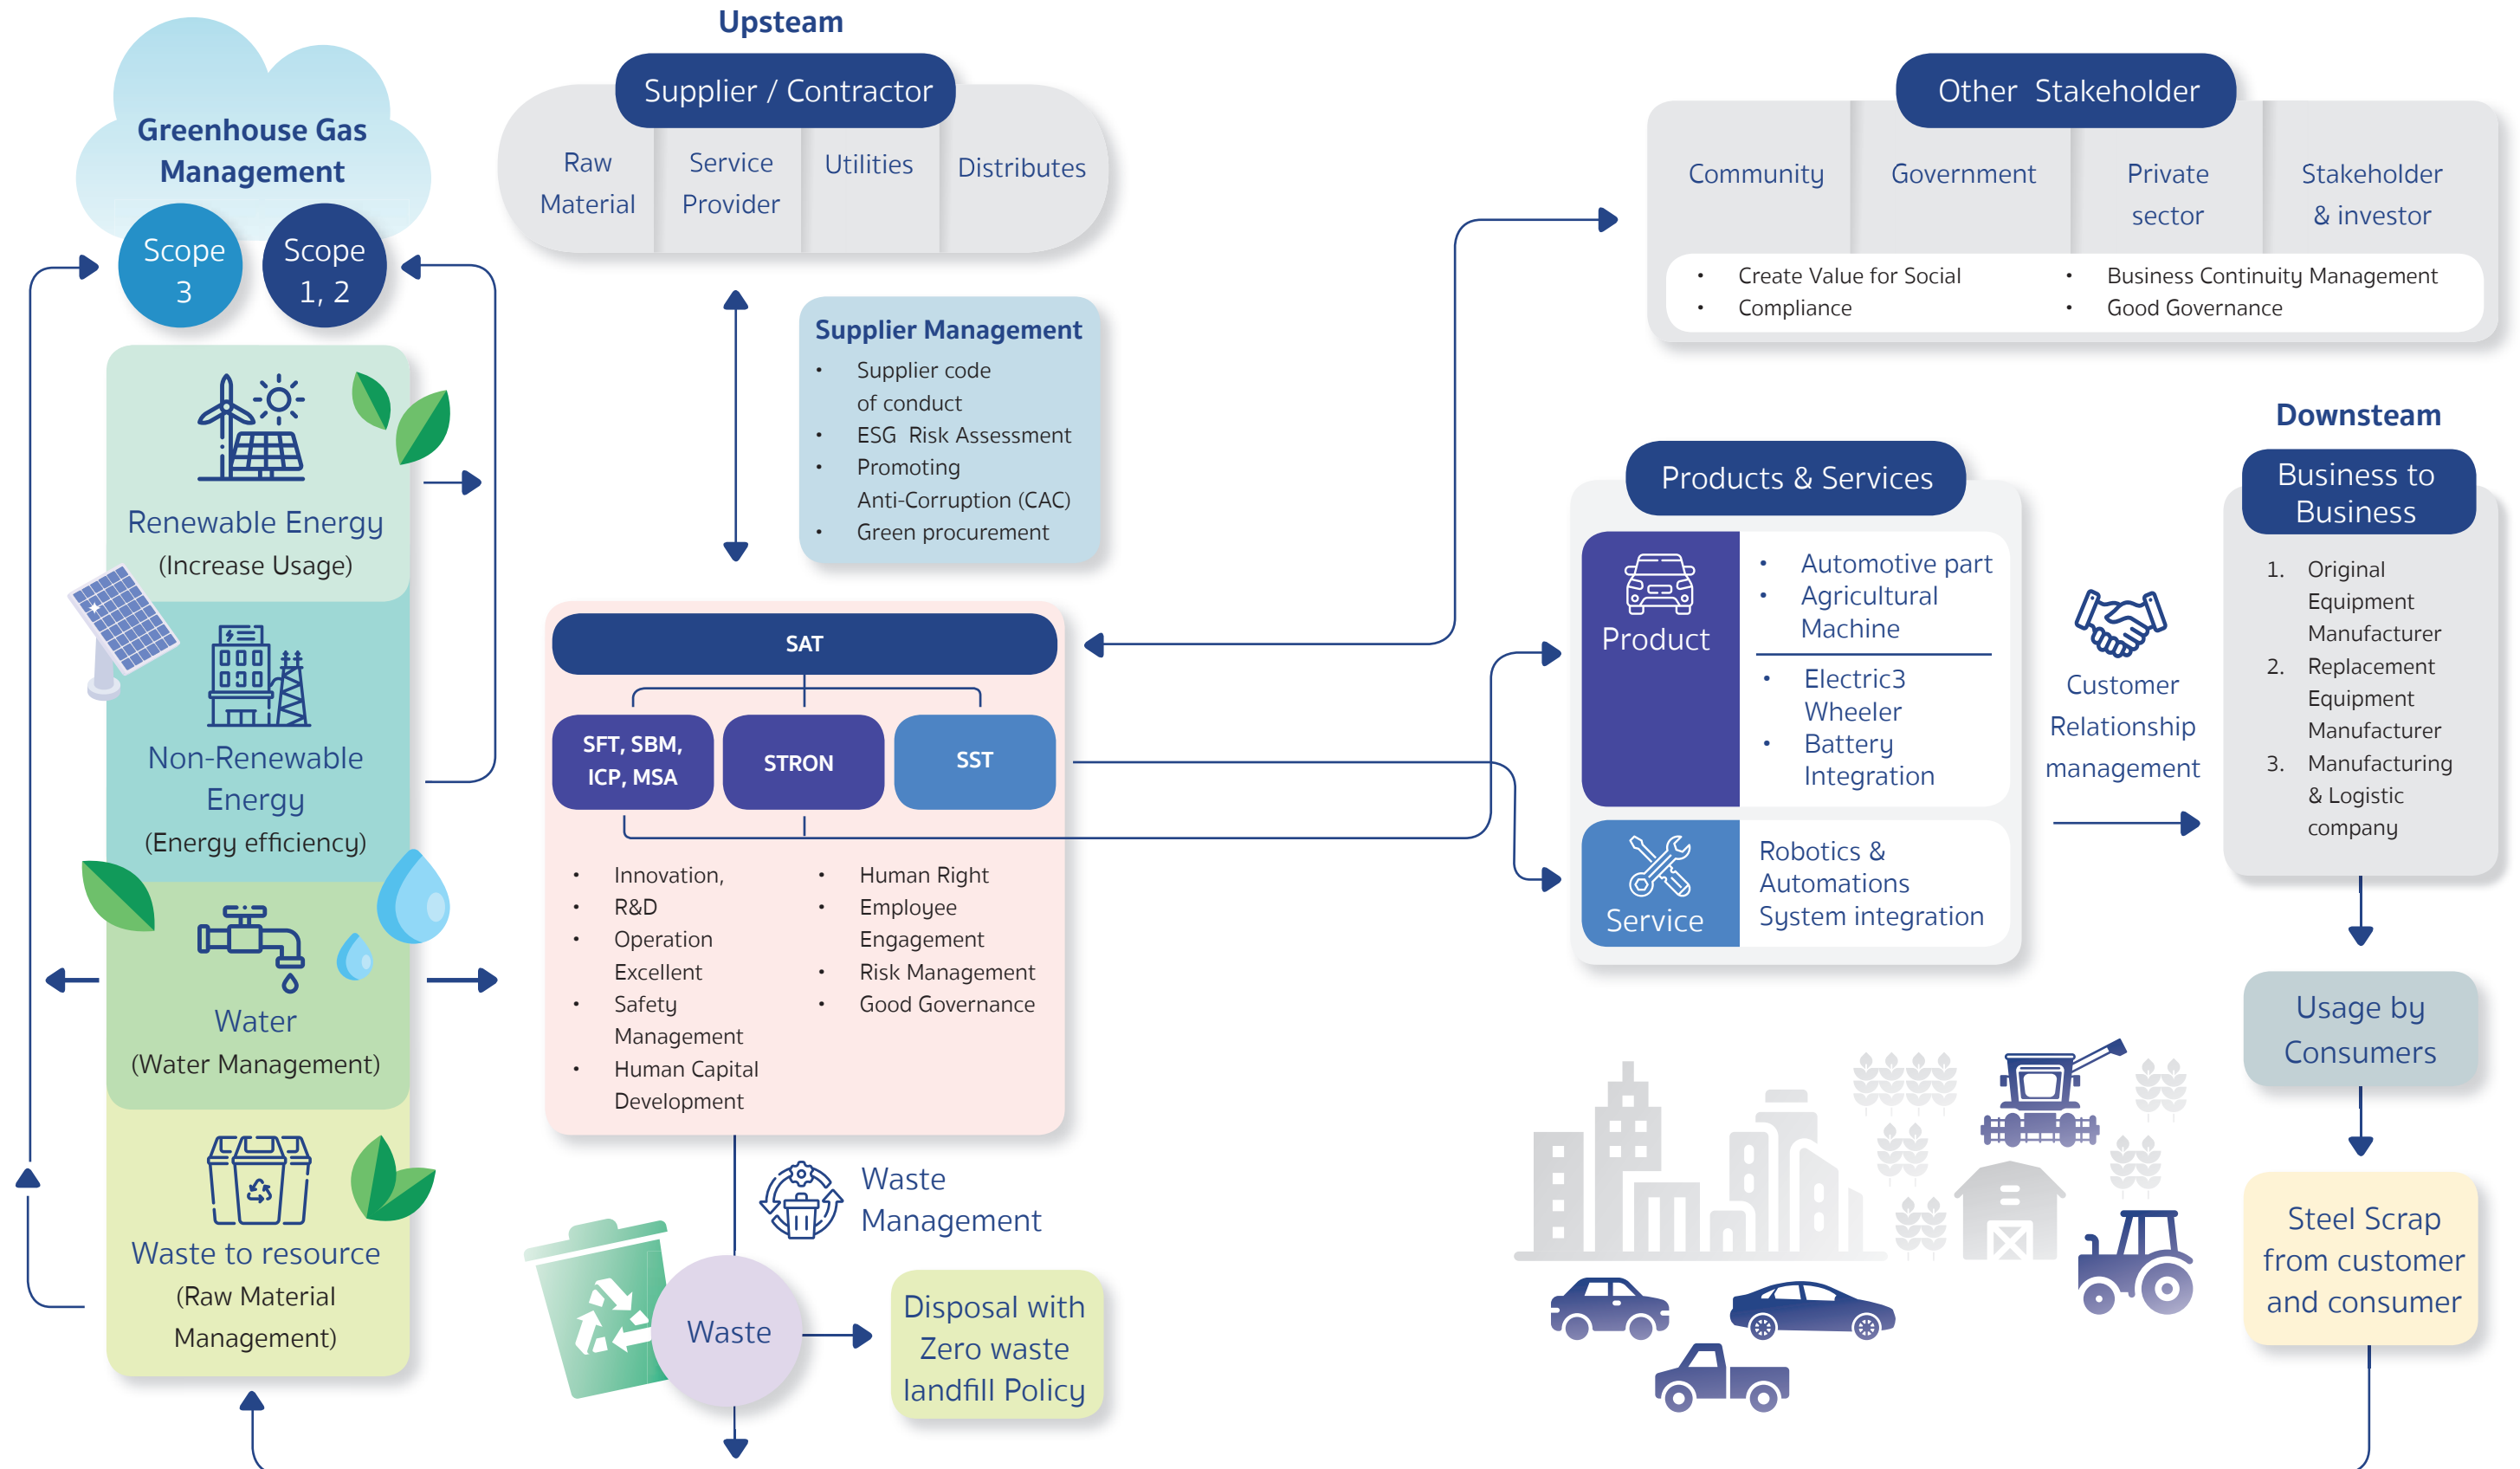 Greenhouse Gas
Management
Scope
3
Scope
1, 2
Renewable Energy
(Increase Usage)
Non-Renewable
Energy
(Energy efficiency)
Water
(Water Management)
Waste to resource
(Raw Material
Management)
Upsteam
Supplier / Contractor
Raw
Material
Service
Provider
Utilities
Distributes
Supplier Management
• Supplier code
of conduct
• ESG Risk Assessment
• Promoting
Anti-Corruption (CAC)
• Green procurement
SAT
SFT, SBM,
ICP, MSA
STRON
SST
• Innovation,
• R&D
• Operation
Excellent
• Safety
Management
• Human Capital
Development
• Human Right
• Employee
Engagement
• Risk Management
• Good Governance
Waste
Management
Waste
Disposal with
Zero waste
landfill Policy
Other Stakeholder
Community
Government
Private
sector
Stakeholder
& investor
• Create Value for Social
• Compliance
• Business Continuity Management
• Good Governance
Products & Services
Product
• Automotive part
• Agricultural
Machine
• Electric3
Wheeler
• Battery
Integration
Service
Robotics &
Automations
System integration
Customer
Relationship
management
Downsteam
Business to
Business
1. Original
Equipment
Manufacturer
2. Replacement
Equipment
Manufacturer
3. Manufacturing
& Logistic
company
Usage by
Consumers
Steel Scrap
from customer
and consumer